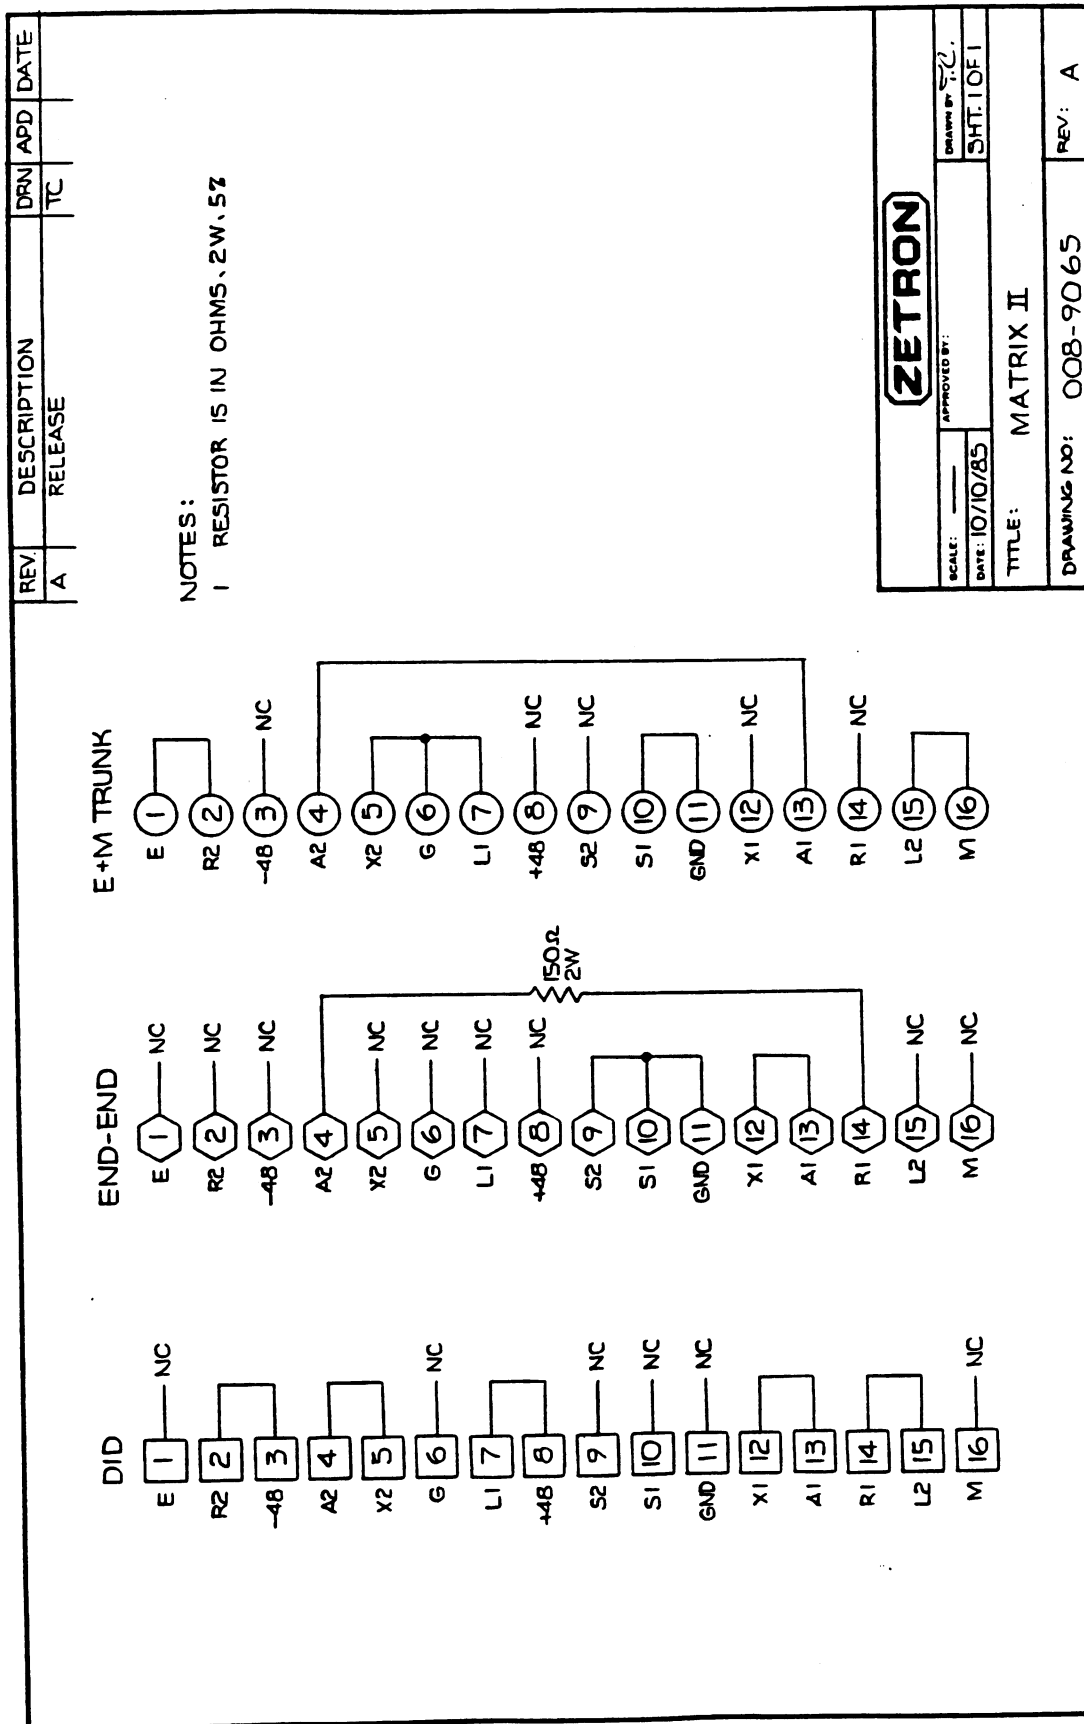 REV. DESCRIPTION DRN APD DATE
A RELEASE TC
NOTES:
1 RESISTOR IS IN OHMS, 2W, 5%
DID
E 1 NC
R2 2
-48 3
A2 4
X2 5
G 6 NC
L1 7
+48 8
S2 9 NC
S1 10 NC
GND 11 NC
X1 12
A1 13
R1 14
L2 15
M 16 NC
END-END
E 1 NC
R2 2 NC
-48 3 NC
A2 4
X2 5 NC
G 6 NC
L1 7 NC
+48 8 NC
150Ω
2W
S2 9
S1 10
GND 11
X1 12
A1 13
R1 14
L2 15 NC
M 16 NC
E+M TRUNK
E 1
R2 2
-48 3 NC
A2 4
X2 5
G 6
L1 7
+48 8 NC
S2 9 NC
S1 10
GND 11
X1 12 NC
A1 13
R1 14 NC
L2 15
M 16
ZETRON
SCALE: — APPROVED BY: DRAWN BY T.C.
DATE: 10/10/85 SHT. 1 OF 1
TITLE: MATRIX II
DRAWING NO: 008-9065 REV: A